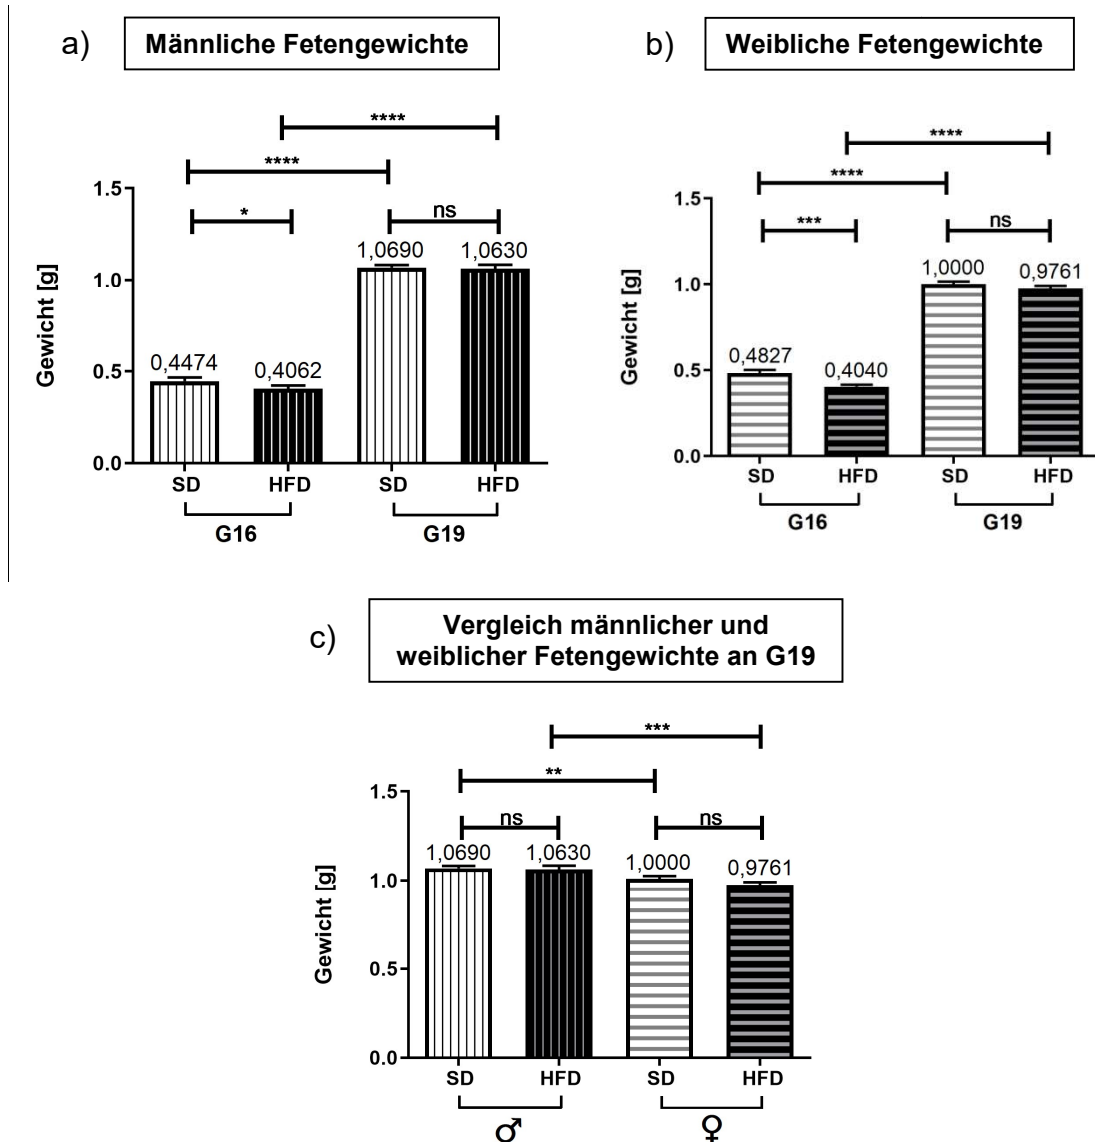 a)
Männliche Fetengewichte
****
****
*
ns
1.5
1.0
0.5
0.0
Gewicht [g]
0,4474
0,4062
1,0690
1,0630
SD
HFD
SD
HFD
G16
G19
b)
Weibliche Fetengewichte
****
****
***
ns
1.5
1.0
0.5
0.0
Gewicht [g]
0,4827
0,4040
1,0000
0,9761
SD
HFD
SD
HFD
G16
G19
c)
Vergleich männlicher und
weiblicher Fetengewichte an G19
***
**
ns
ns
1.5
1.0
0.5
0.0
Gewicht [g]
1,0690
1,0630
1,0000
0,9761
SD
HFD
SD
HFD
♂
♀